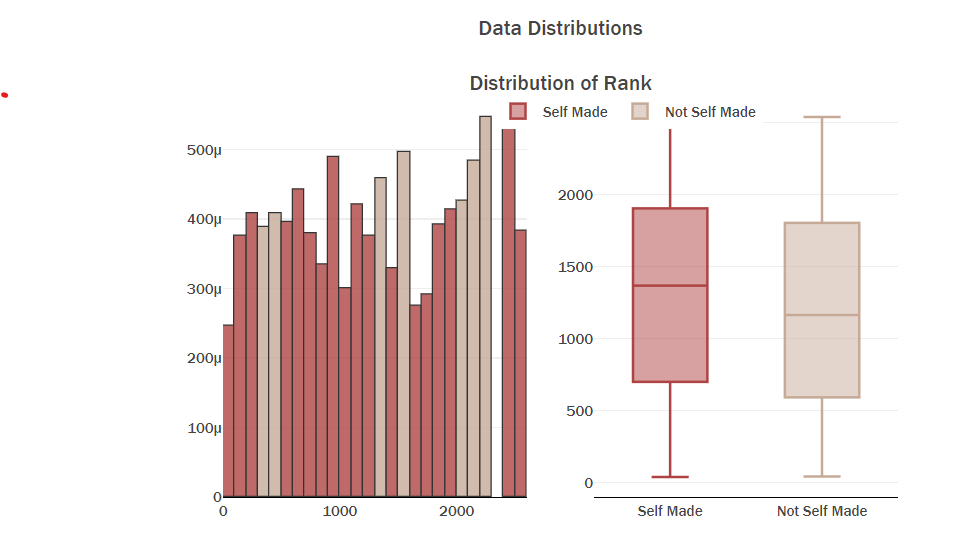 Data Distributions
Distribution of Rank
Self Made Not Self Made
500μ
400μ
300μ
200μ
100μ
0
0 1000 2000
2000
1500
1000
500
0
Self Made Not Self Made